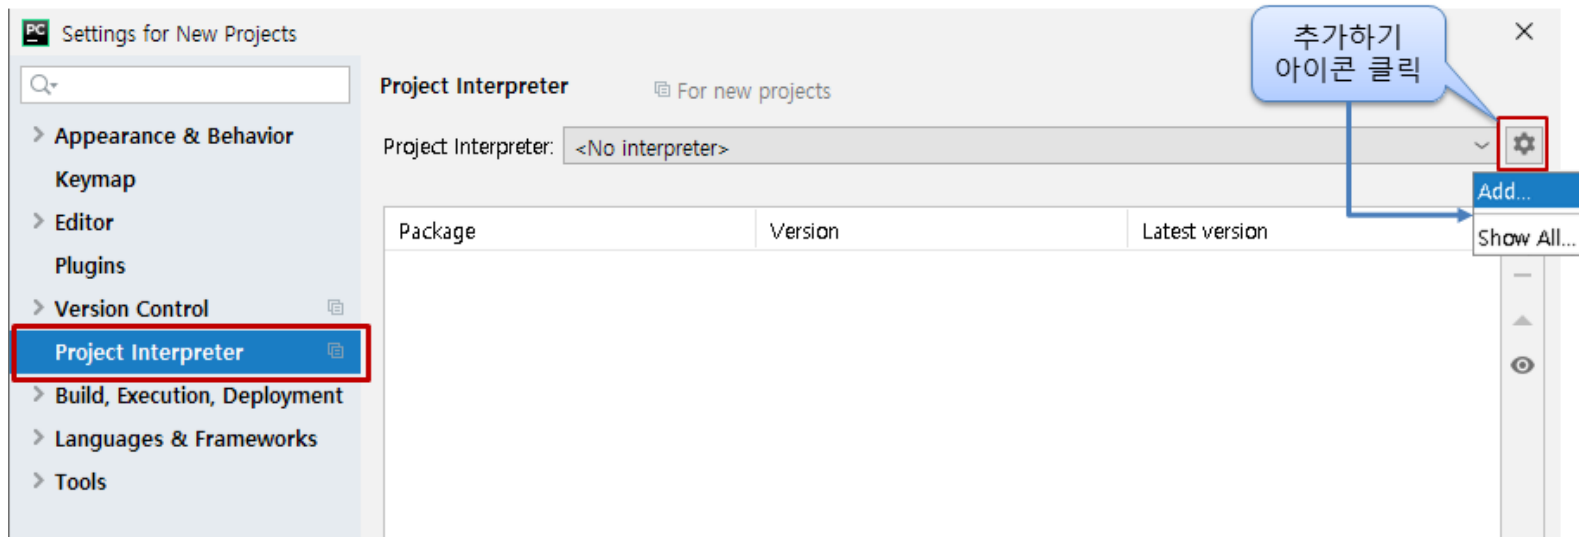 PC Settings for New Projects
추가하기
아이콘 클릭
Project Interpreter
For new projects
Project Interpreter: <No interpreter>
Add...
Show All...
Package Version Latest version
Appearance & Behavior
Keymap
Editor
Plugins
Version Control
Project Interpreter
Build, Execution, Deployment
Languages & Frameworks
Tools